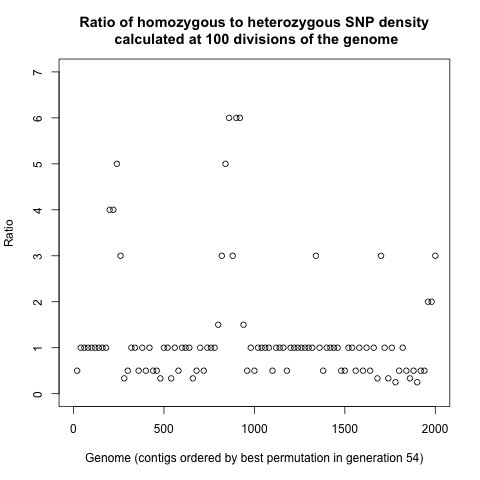 Ratio of homozygous to heterozygous SNP density
calculated at 100 divisions of the genome
7
6
5
4
3
2
1
0
Ratio
0 500 1000 1500 2000
Genome (contigs ordered by best permutation in generation 54)